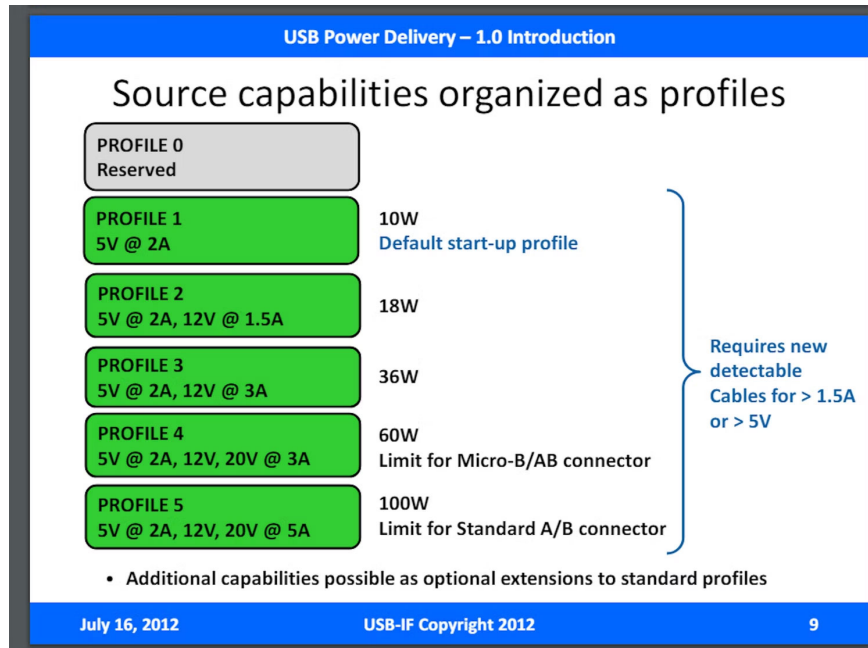 USB Power Delivery – 1.0 Introduction
Source capabilities organized as profiles
PROFILE 0
Reserved
PROFILE 1
5V @ 2A
10W
Default start-up profile
PROFILE 2
5V @ 2A, 12V @ 1.5A
18W
PROFILE 3
5V @ 2A, 12V @ 3A
36W
PROFILE 4
5V @ 2A, 12V, 20V @ 3A
60W
Limit for Micro-B/AB connector
PROFILE 5
5V @ 2A, 12V, 20V @ 5A
100W
Limit for Standard A/B connector
Requires new
detectable
Cables for > 1.5A
or > 5V
• Additional capabilities possible as optional extensions to standard profiles
July 16, 2012
USB-IF Copyright 2012
9